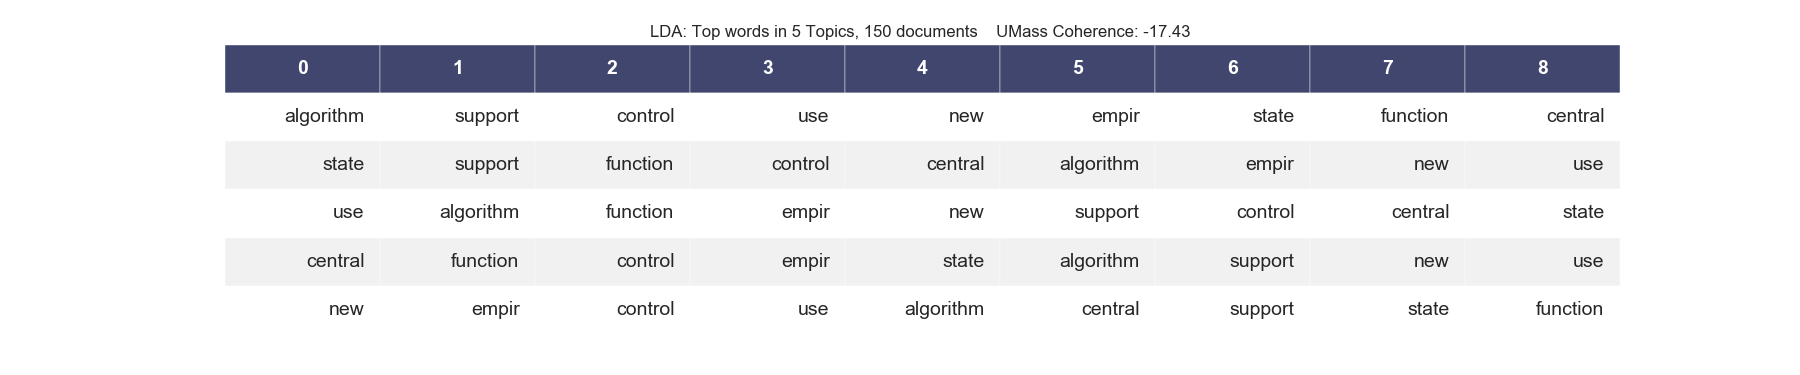 LDA: Top words in 5 Topics, 150 documents    UMass Coherence: -17.43
0 1 2 3 4 5 6 7 8
algorithm support control use new empir state function central
state support function control central algorithm empir new use
use algorithm function empir new support control central state
central function control empir state algorithm support new use
new empir control use algorithm central support state function